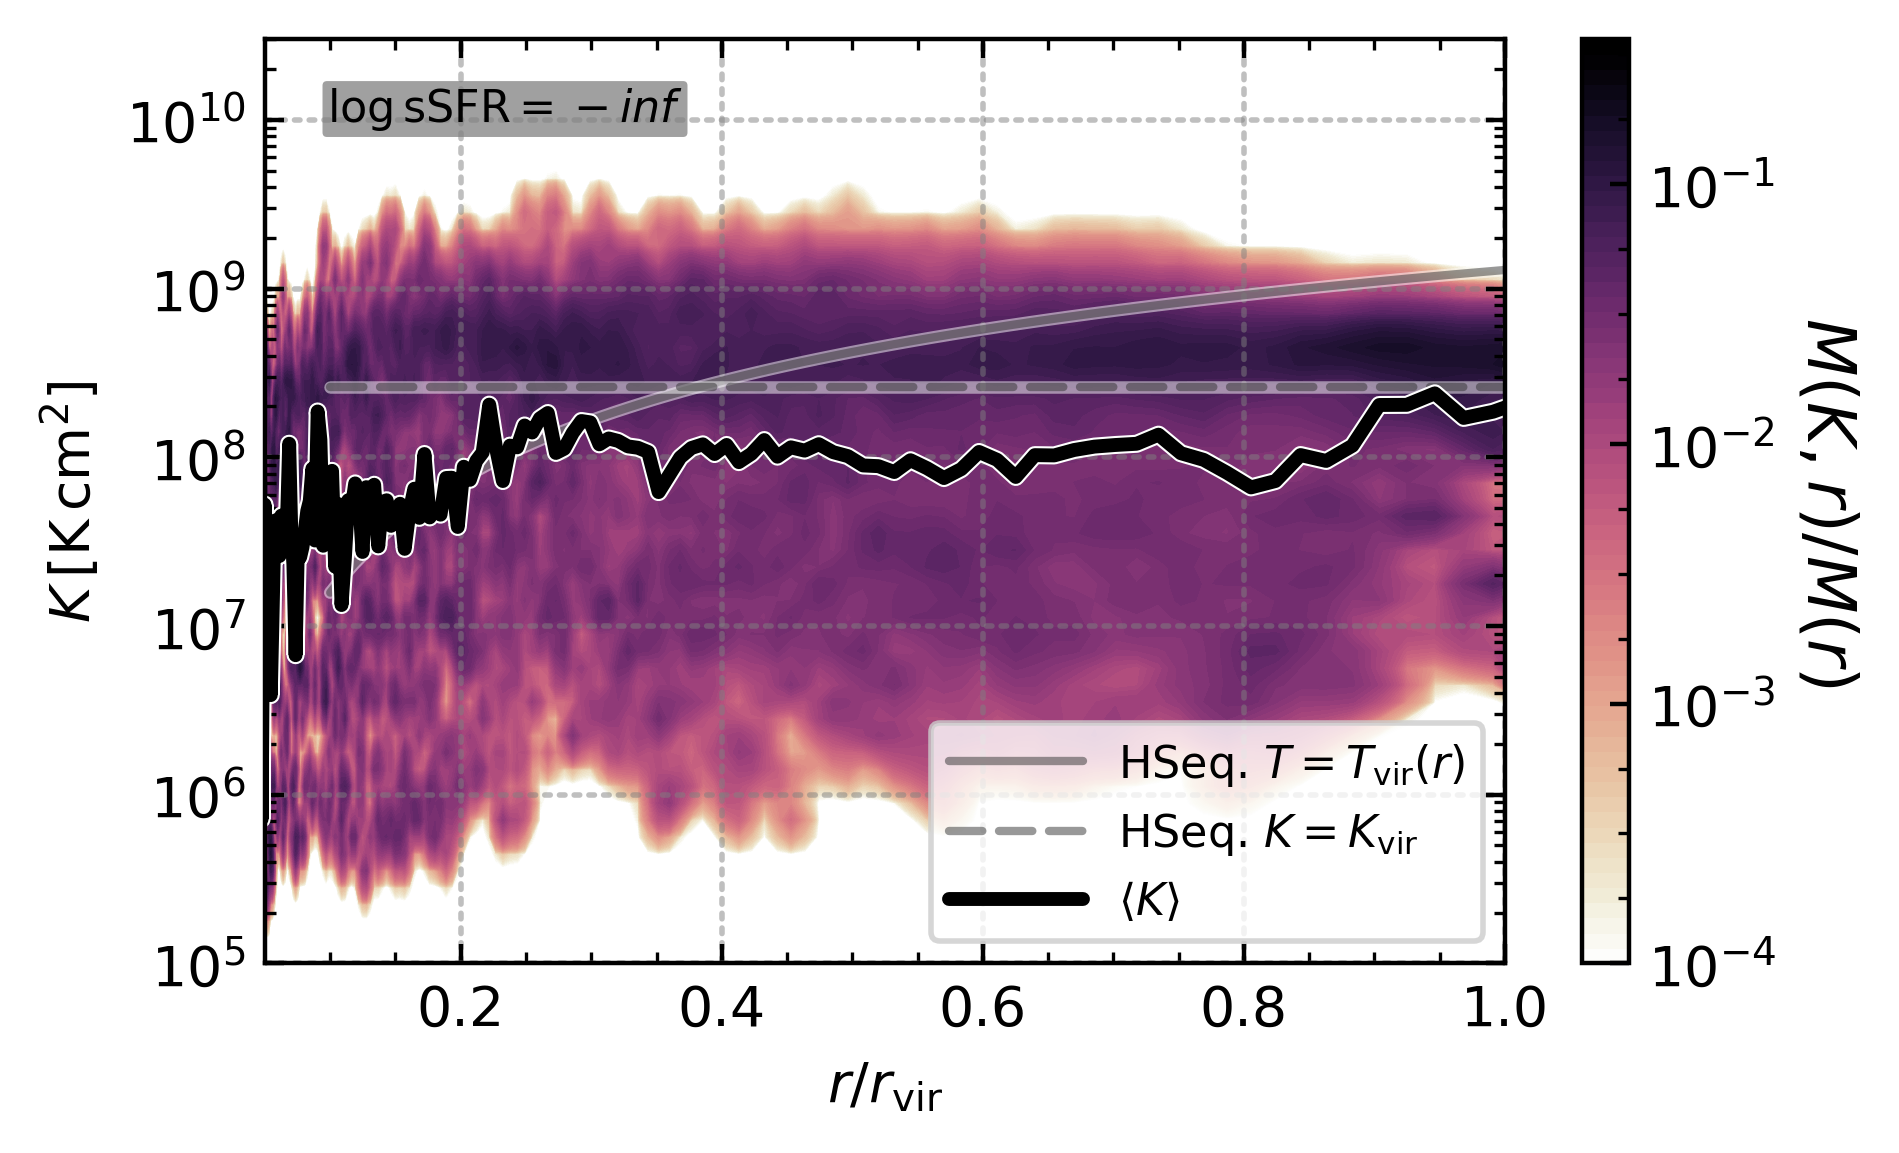 log sSFR = −inf
10^10
10^9
10^8
10^7
10^6
10^5
K [K cm^2]
0.2 0.4 0.6 0.8 1.0
r/r_vir
HSeq. T = T_vir(r)
HSeq. K = K_vir
⟨K⟩
10^−1
10^−2
10^−3
10^−4
M(K, r)/M(r)